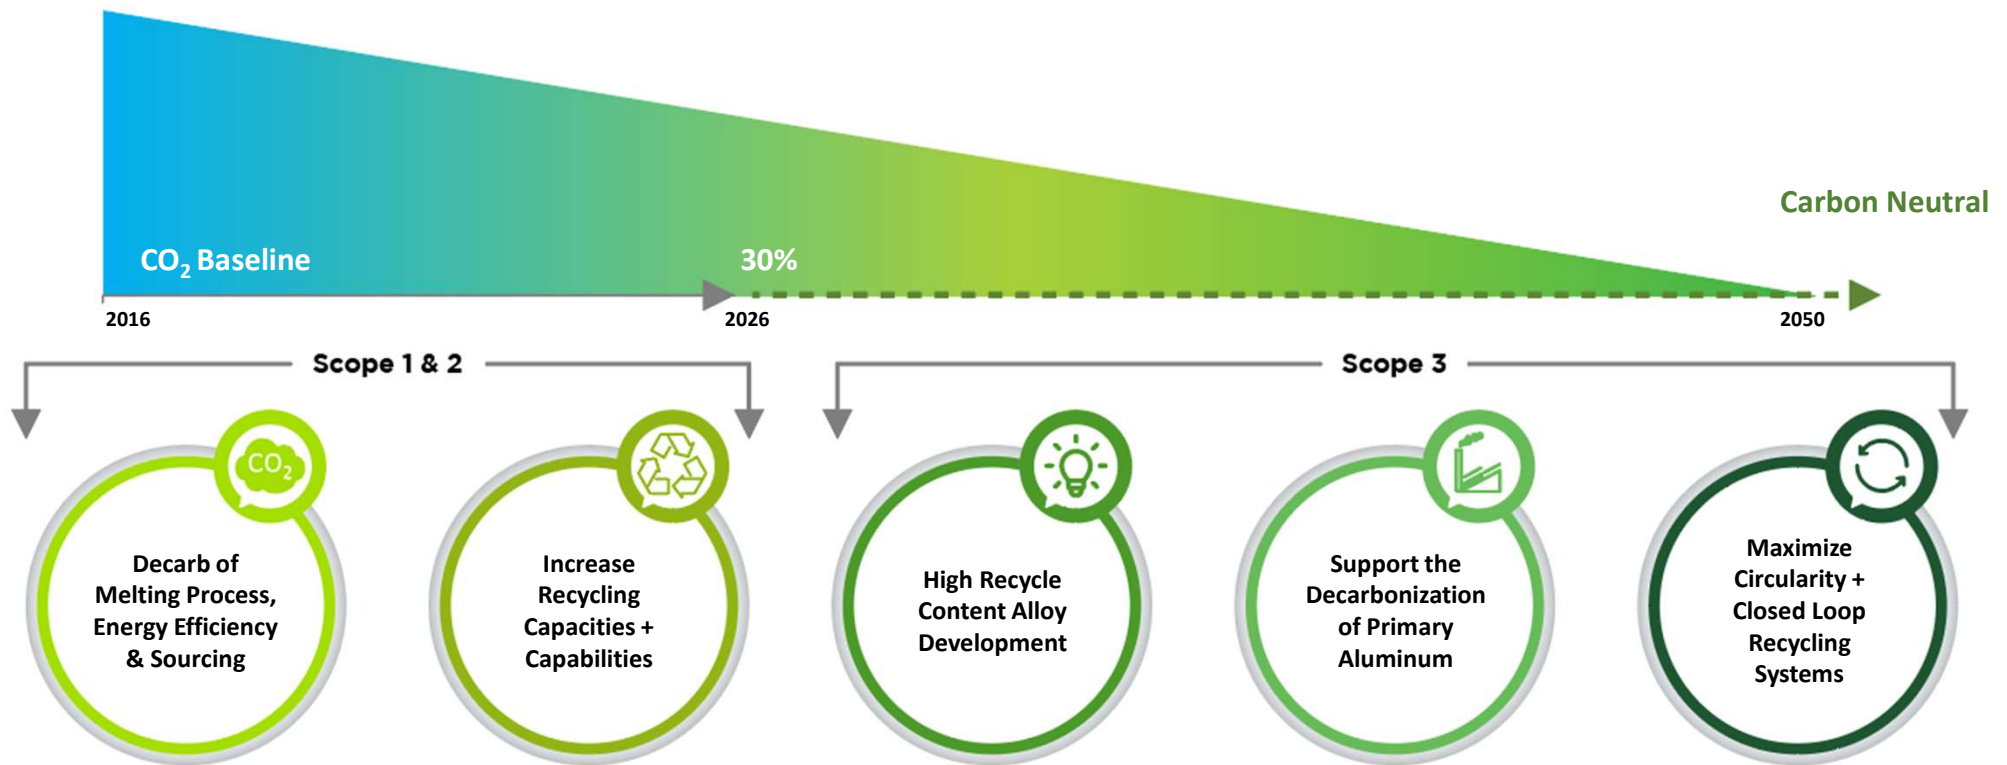 Carbon Neutral
CO₂ Baseline
30%
2016
2026
2050
Scope 1 & 2
Scope 3
CO₂
Decarb of
Melting Process,
Energy Efficiency
& Sourcing
Increase
Recycling
Capacities +
Capabilities
High Recycle
Content Alloy
Development
Support the
Decarbonization
of Primary
Aluminum
Maximize
Circularity +
Closed Loop
Recycling
Systems